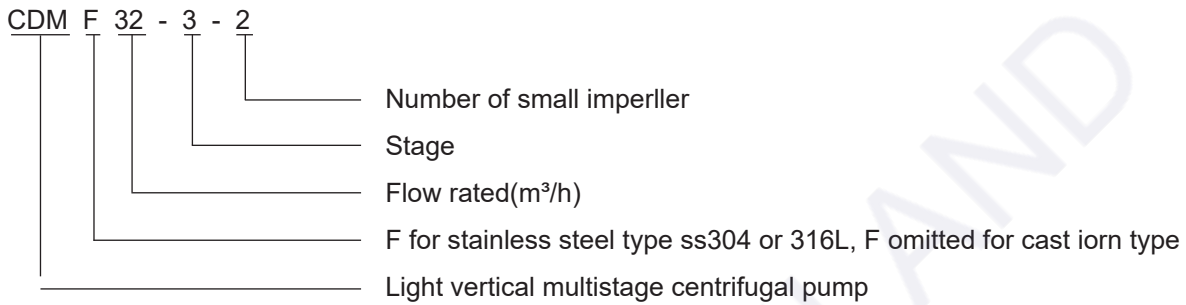 CDM F 32 - 3 - 2
Number of small imperller
Stage
Flow rated(m³/h)
F for stainless steel type ss304 or 316L, F omitted for cast iorn type
Light vertical multistage centrifugal pump
AND